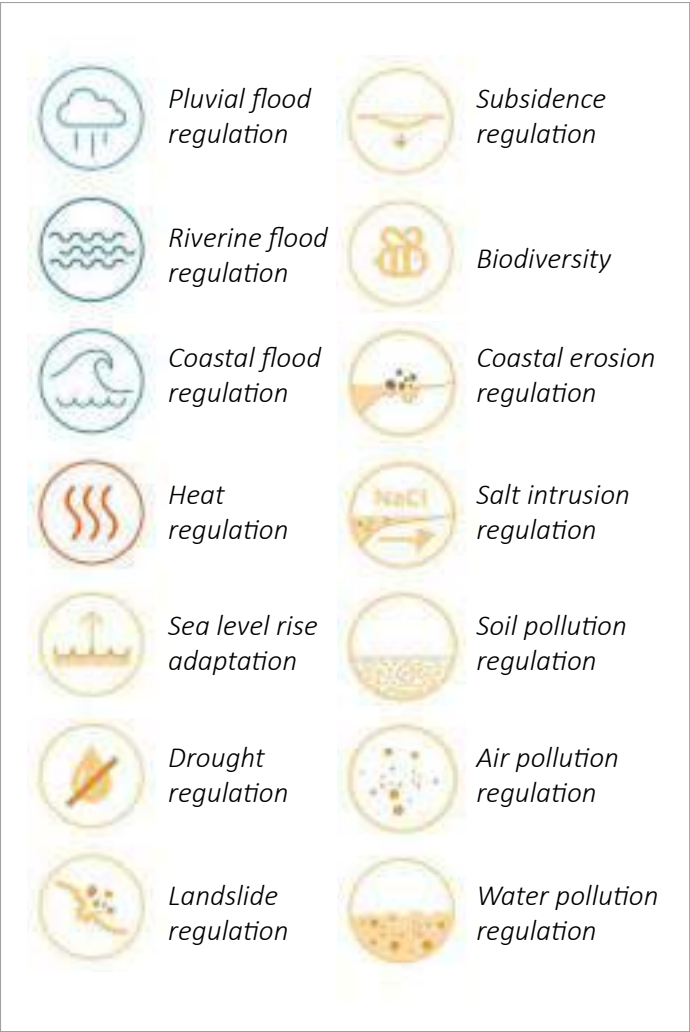 Pluvial flood
regulation
Riverine flood
regulation
Coastal flood
regulation
Heat
regulation
Sea level rise
adaptation
Drought
regulation
Landslide
regulation
Subsidence
regulation
Biodiversity
Coastal erosion
regulation
NaCl
Salt intrusion
regulation
Soil pollution
regulation
Air pollution
regulation
Water pollution
regulation